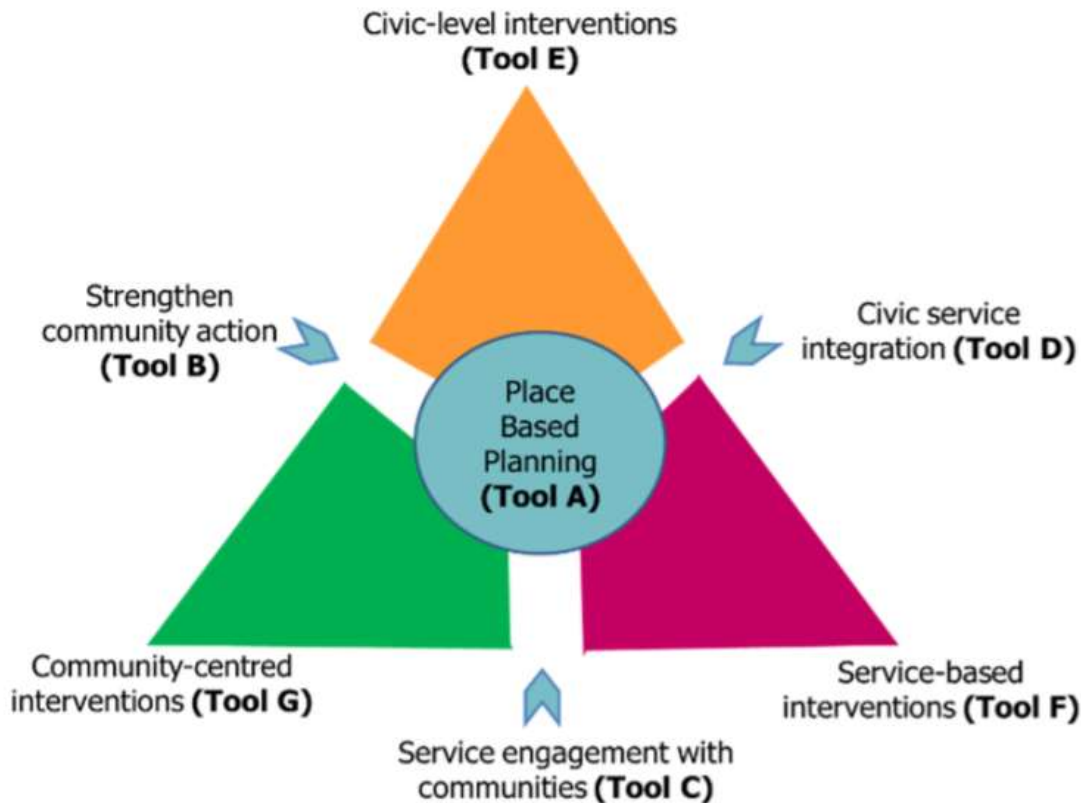 Civic-level interventions
(Tool E)
Strengthen
community action
(Tool B)
Civic service
integration (Tool D)
Place
Based
Planning
(Tool A)
Community-centred
interventions (Tool G)
Service-based
interventions (Tool F)
Service engagement with
communities (Tool C)